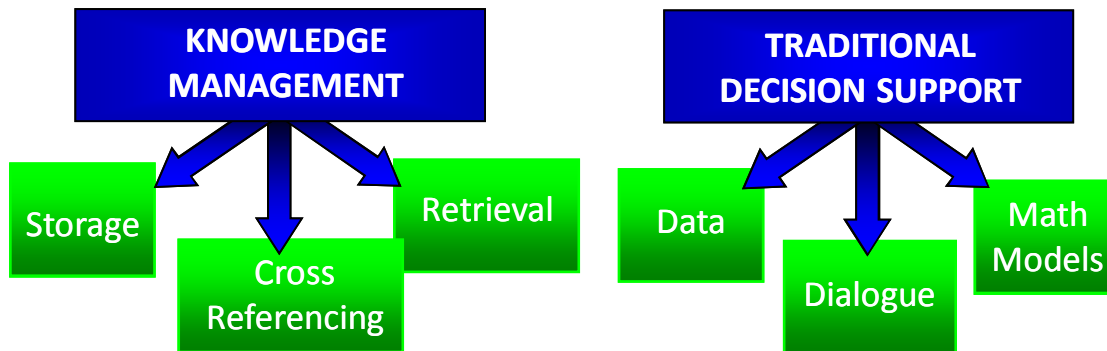 KNOWLEDGE
MANAGEMENT
Storage
Cross
Referencing
Retrieval
TRADITIONAL
DECISION SUPPORT
Data
Dialogue
Math
Models